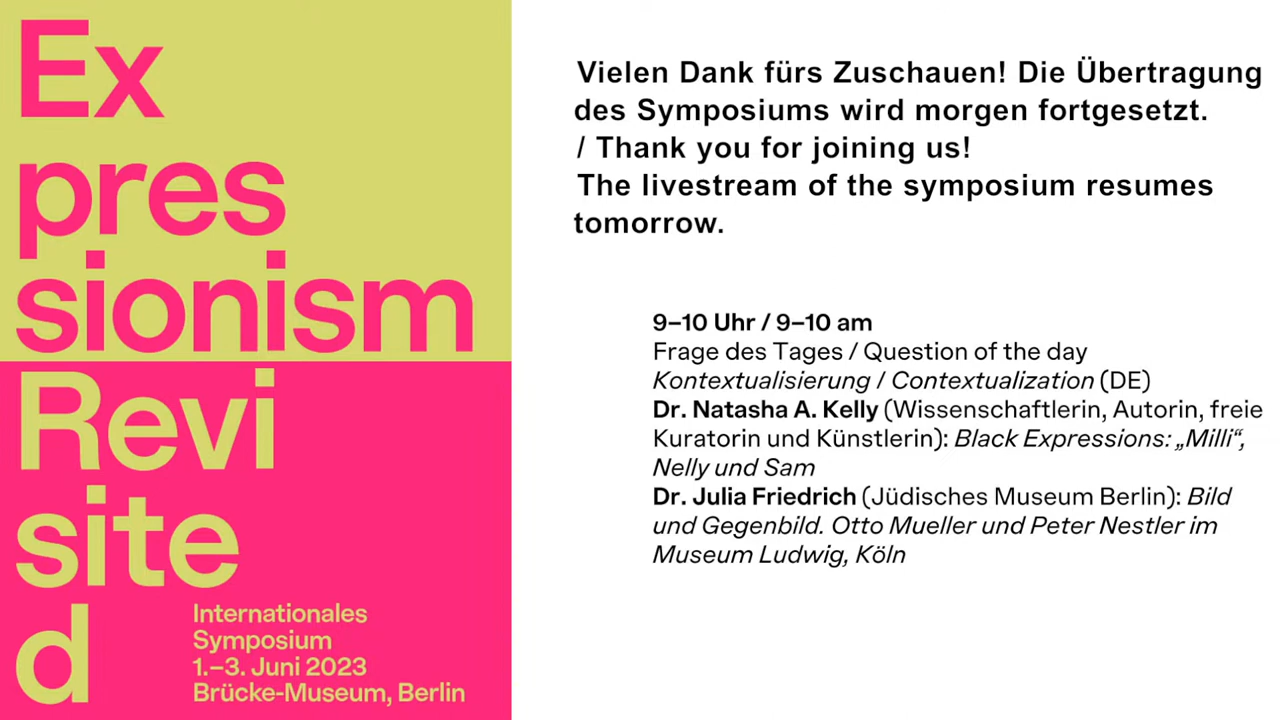 Ex
pres
sionism
Revi
site
d
Internationales
Symposium
1.–3. Juni 2023
Brücke-Museum, Berlin
Vielen Dank fürs Zuschauen! Die Übertragung
des Symposiums wird morgen fortgesetzt.
/ Thank you for joining us!
The livestream of the symposium resumes
tomorrow.
9–10 Uhr / 9–10 am
Frage des Tages / Question of the day
Kontextualisierung / Contextualization (DE)
Dr. Natasha A. Kelly (Wissenschaftlerin, Autorin, freie
Kuratorin und Künstlerin): Black Expressions: „Milli“,
Nelly und Sam
Dr. Julia Friedrich (Jüdisches Museum Berlin): Bild
und Gegenbild. Otto Mueller und Peter Nestler im
Museum Ludwig, Köln